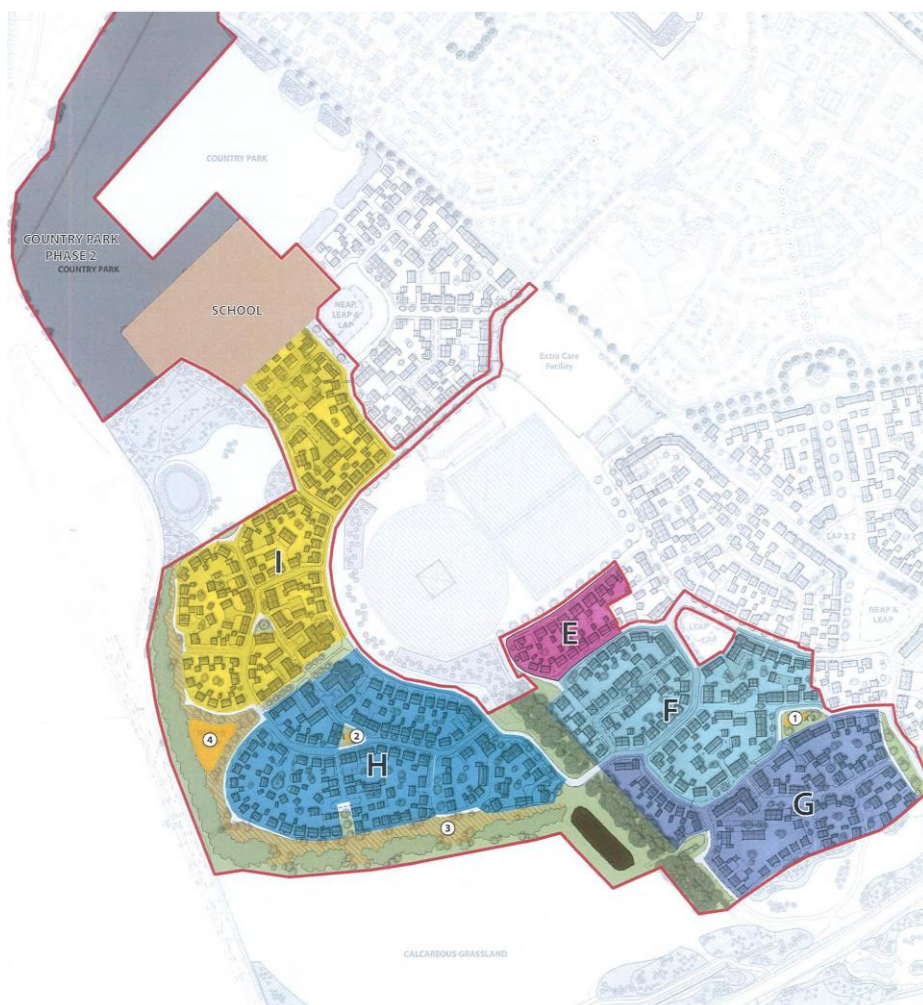 COUNTRY PARK
COUNTRY PARK
PHASE 2
COUNTRY PARK
SCHOOL
NEAP,
LEAP &
LAP
Extra Care
Facility
I
LAP X 2
NEAP &
LEAP
E
LEAP
F
1
4
2
H
G
3
CALCAREOUS GRASSLAND